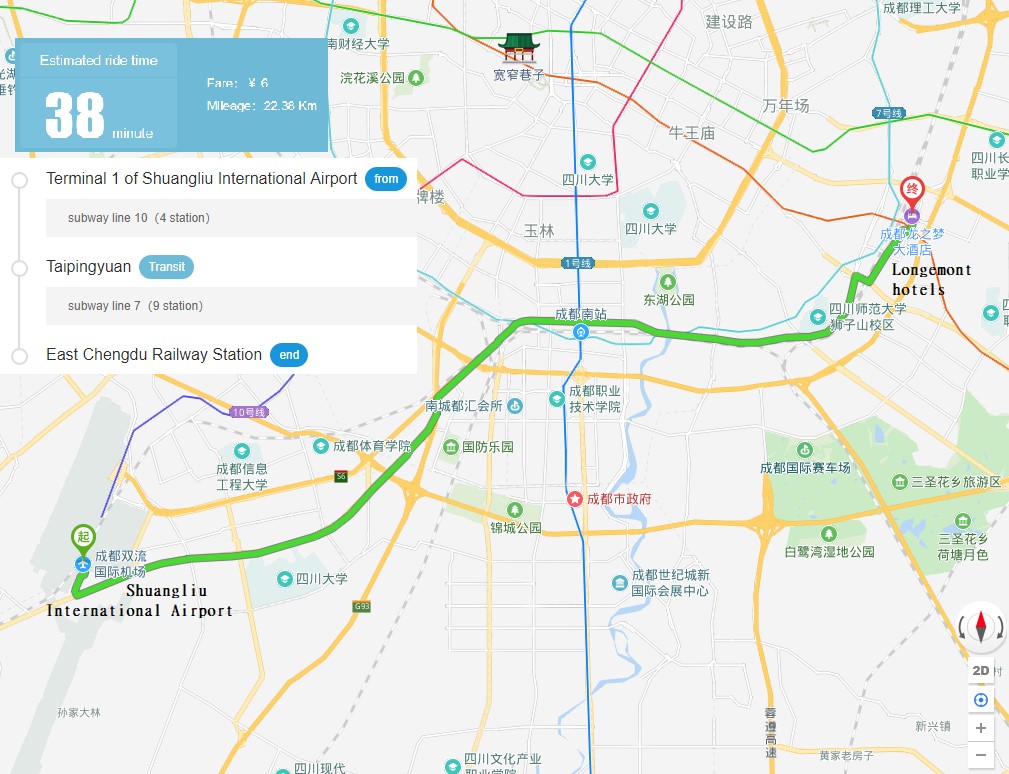 建设路
成都理工大学
南财经大学
Estimated ride time
38
minute
Fare: ¥ 6
Mileage: 22.38 Km
浣花溪公园
宽窄巷子
万年场
7号线
牛王庙
四川长
职业学
四川大学
Terminal 1 of Shuangliu International Airport
from
subway line 10 (4 station)
牌楼
终
玉林
四川大学
成都龙之梦
大酒店
Longemont
hotels
Taipingyuan
Transit
1号线
东湖公园
subway line 7 (9 station)
成都南站
四川师范大学
狮子山校区
East Chengdu Railway Station
end
南城都汇会所
成都职业
技术学院
10号线
成都体育学院
国防乐园
成都信息
工程大学
S6
成都国际赛车场
三圣花乡旅游区
成都市政府
锦城公园
起
成都双流
国际机场
白鹭湾湿地公园
三圣花乡
荷塘月色
四川大学
成都世纪城新
国际会展中心
Shuangliu
International Airport
G93
2D
村
孙家大林
蓉遵高速
新兴镇
黄家老房子
四川文化产业
职业学院
四川现代